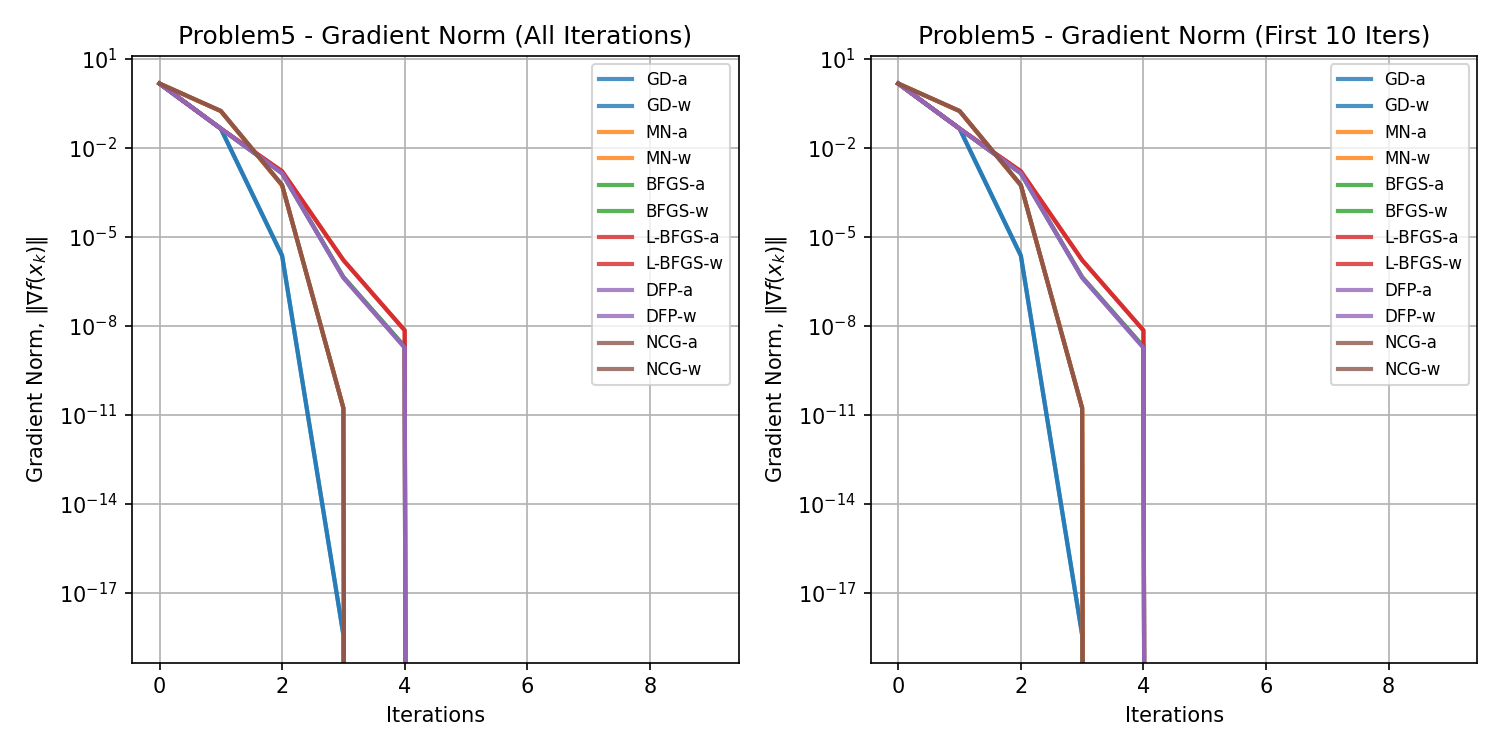 Problem5 - Gradient Norm (All Iterations)
Gradient Norm, ‖∇f(x_k)‖
10^1
10^−2
10^−5
10^−8
10^−11
10^−14
10^−17
GD-a
GD-w
MN-a
MN-w
BFGS-a
BFGS-w
L-BFGS-a
L-BFGS-w
DFP-a
DFP-w
NCG-a
NCG-w
0 2 4 6 8
Iterations
Problem5 - Gradient Norm (First 10 Iters)
Gradient Norm, ‖∇f(x_k)‖
10^1
10^−2
10^−5
10^−8
10^−11
10^−14
10^−17
GD-a
GD-w
MN-a
MN-w
BFGS-a
BFGS-w
L-BFGS-a
L-BFGS-w
DFP-a
DFP-w
NCG-a
NCG-w
0 2 4 6 8
Iterations